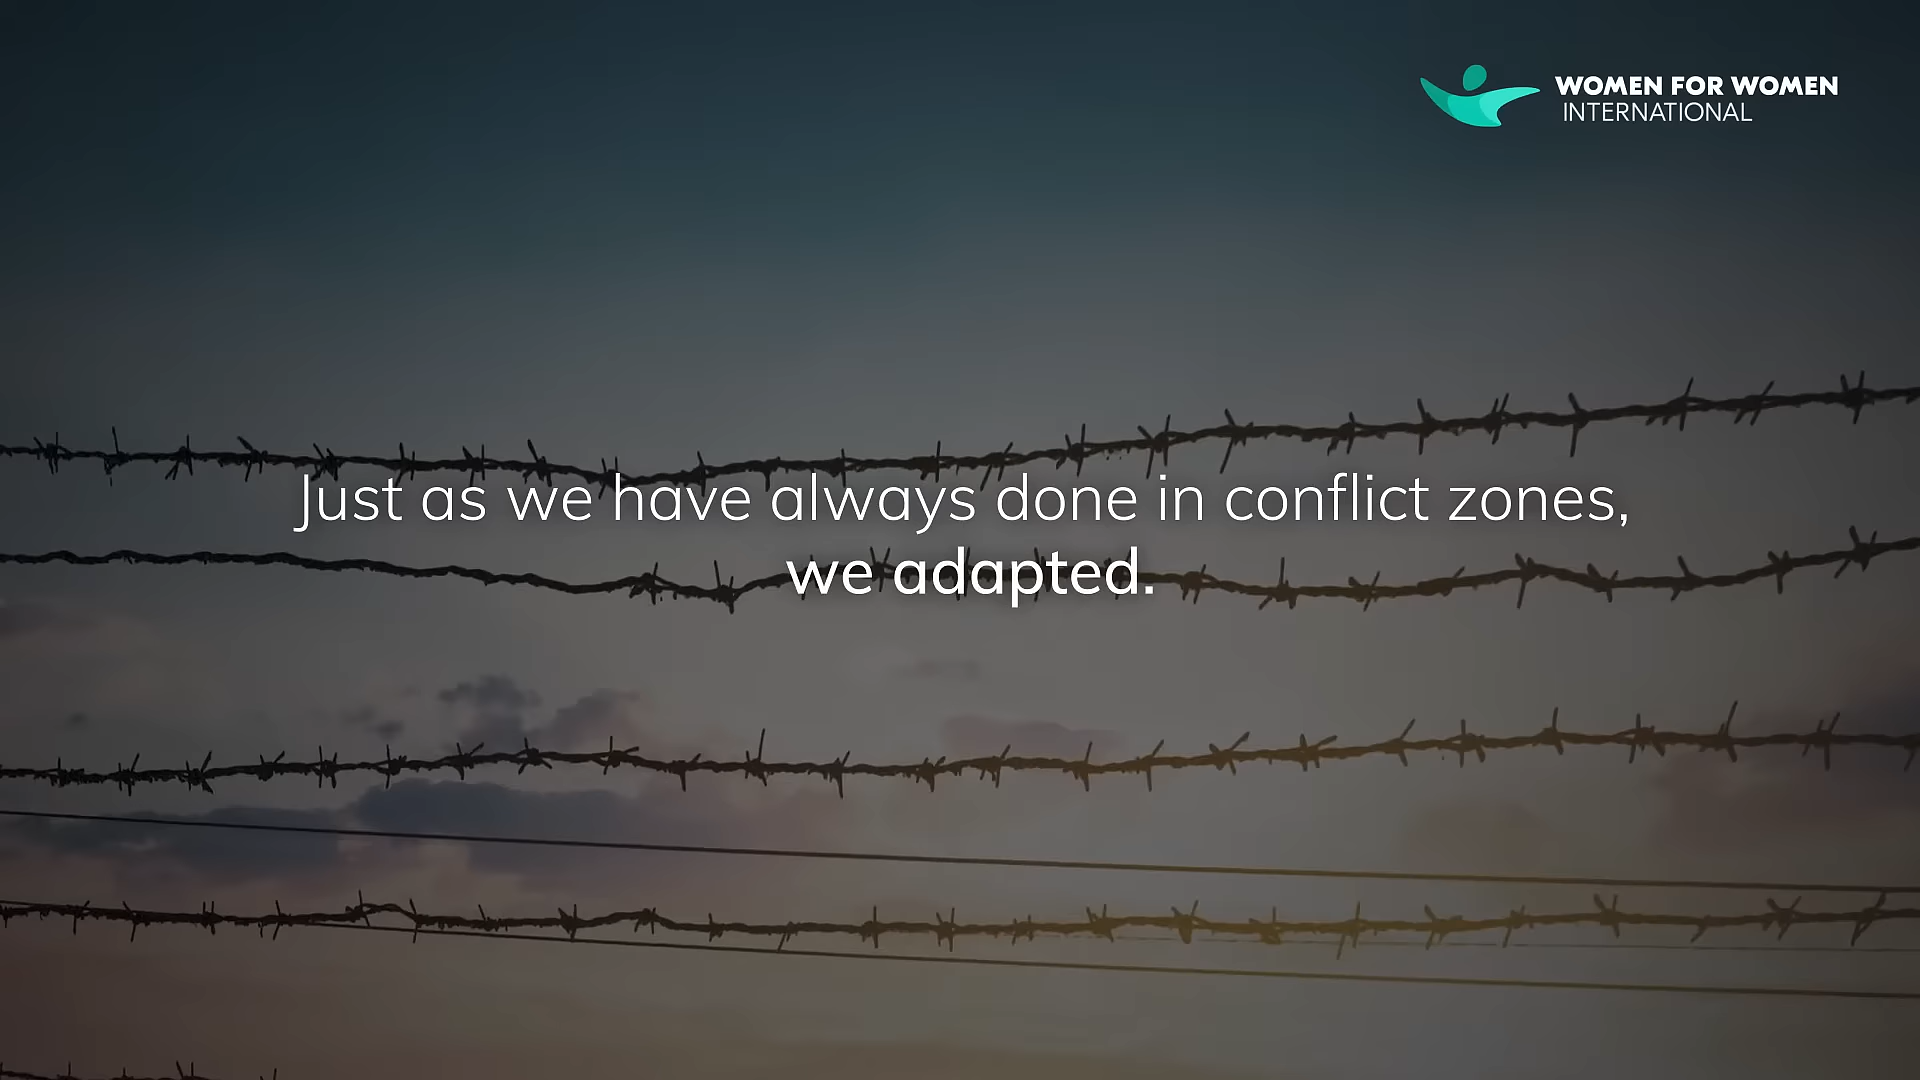 WOMEN FOR WOMEN
INTERNATIONAL
Just as we have always done in conflict zones,
we adapted.